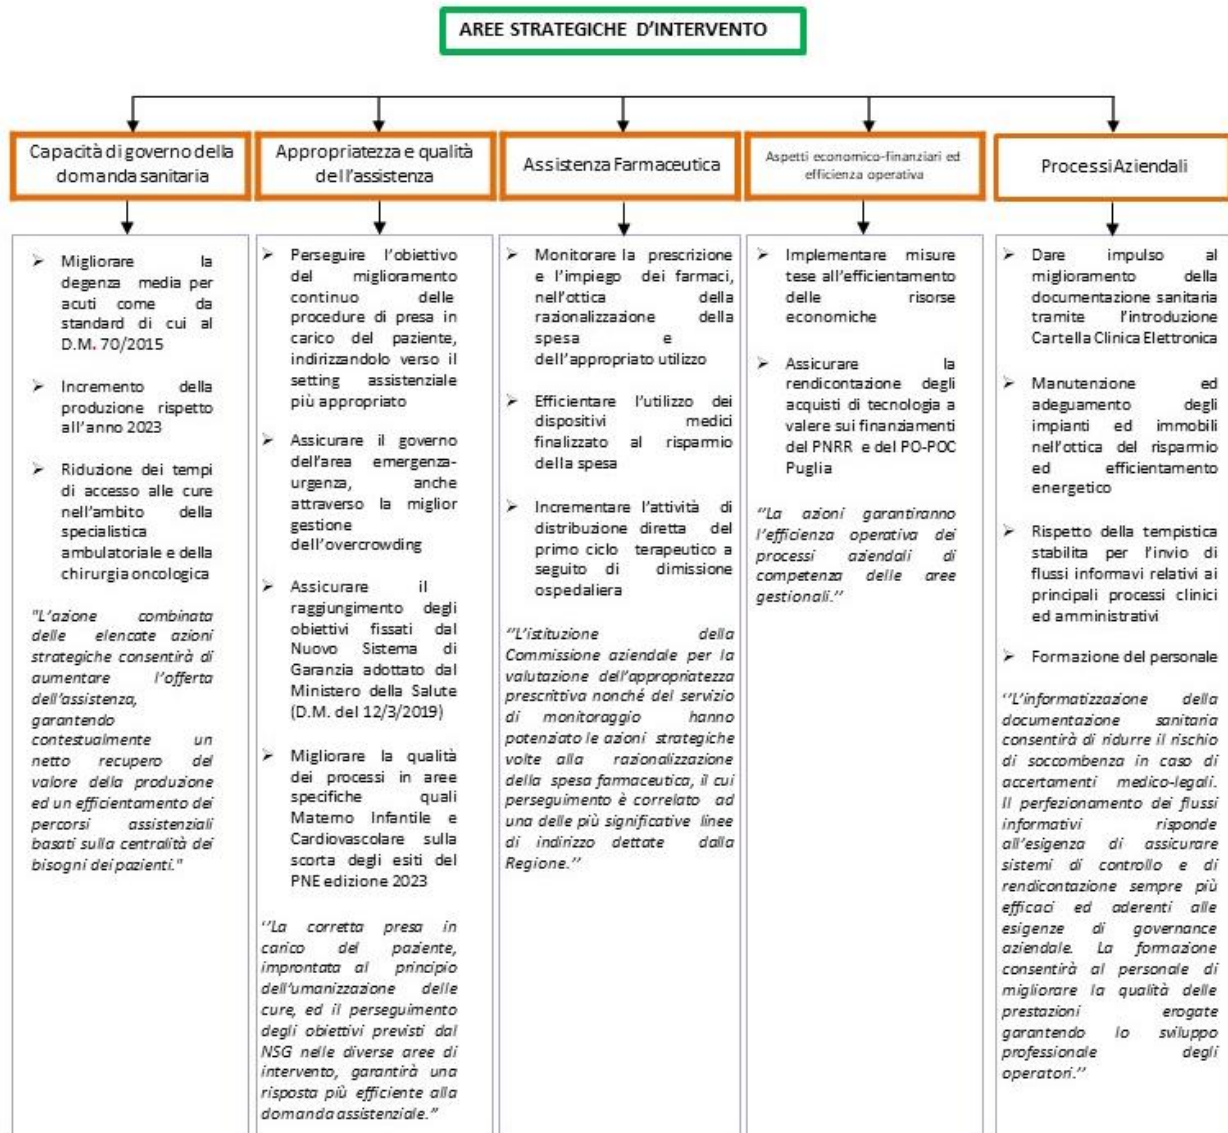 AREE STRATEGICHE D'INTERVENTO
Capacità di governo della
domanda sanitaria
Migliorare la
degenza media per
acuti come da
standard di cui al
D.M. 70/2015
Incremento della
produzione rispetto
all'anno 2023
Riduzione dei tempi
di accesso alle cure
nell'ambito della
specialistica
ambulatoriale e della
chirurgia oncologica
"L'azione combinata
delle elencate azioni
strategiche consentirà di
aumentare l'offerta
dell'assistenza,
garantendo
contestualmente un
netto recupero del
valore della produzione
ed un efficientamento dei
percorsi assistenziali
basati sulla centralità dei
bisogni dei pazienti."
Appropriatezza e qualità
dell'assistenza
Perseguire l'obiettivo
del miglioramento
continuo delle
procedure di presa in
carico del paziente,
indirizzandolo verso il
setting assistenziale
più appropriato
Assicurare il governo
dell'area emergenza-
urgenza, anche
attraverso la miglior
gestione
dell'overcrowding
Assicurare il
raggiungimento degli
obiettivi fissati dal
Nuovo Sistema di
Garanzia adottato dal
Ministero della Salute
(D.M. del 12/3/2019)
Migliorare la qualità
dei processi in aree
specifiche quali
Materno Infantile e
Cardiovascolare sulla
scorta degli esiti del
PNE edizione 2023
''La corretta presa in
carico del paziente,
improntata al principio
dell'umanizzazione delle
cure, ed il perseguimento
degli obiettivi previsti dal
NSG nelle diverse aree di
intervento, garantirà una
risposta più efficiente alla
domanda assistenziale.''
Assistenza Farmaceutica
Monitorare la prescrizione
e l'impiego dei farmaci,
nell'ottica della
razionalizzazione della
spesa e
dell'appropriato utilizzo
Efficientare l'utilizzo dei
dispositivi medici
finalizzato al risparmio
della spesa
Incrementare l'attività di
distribuzione diretta del
primo ciclo terapeutico a
seguito di dimissione
ospedaliera
''L'istituzione della
Commissione aziendale per la
valutazione dell'appropriatezza
prescrittiva nonché del servizio
di monitoraggio hanno
potenziato le azioni strategiche
volte alla razionalizzazione
della spesa farmaceutica, il cui
perseguimento è correlato ad
una delle più significative linee
di indirizzo dettate dalla
Regione.''
Aspetti economico-finanziari ed
efficienza operativa
Implementare misure
tese all'efficientamento
delle risorse
economiche
Assicurare la
rendicontazione degli
acquisti di tecnologia a
valere sui finanziamenti
del PNRR e del PO-POC
Puglia
''La azioni garantiranno
l'efficienza operativa dei
processi aziendali di
competenza delle aree
gestionali.''
Processi Aziendali
Dare impulso al
miglioramento della
documentazione sanitaria
tramite l'introduzione
Cartella Clinica Elettronica
Manutenzione ed
adeguamento degli
impianti ed immobili
nell'ottica del risparmio
ed efficientamento
energetico
Rispetto della tempistica
stabilita per l'invio di
flussi informavi relativi ai
principali processi clinici
ed amministrativi
Formazione del personale
''L'informatizzazione della
documentazione sanitaria
consentirà di ridurre il rischio
di soccombenza in caso di
accertamenti medico-legali.
Il perfezionamento dei flussi
informativi risponde
all'esigenza di assicurare
sistemi di controllo e di
rendicontazione sempre più
efficaci ed aderenti alle
esigenze di governance
aziendale. La formazione
consentirà al personale di
migliorare la qualità delle
prestazioni erogate
garantendo lo sviluppo
professionale degli
operatori.''